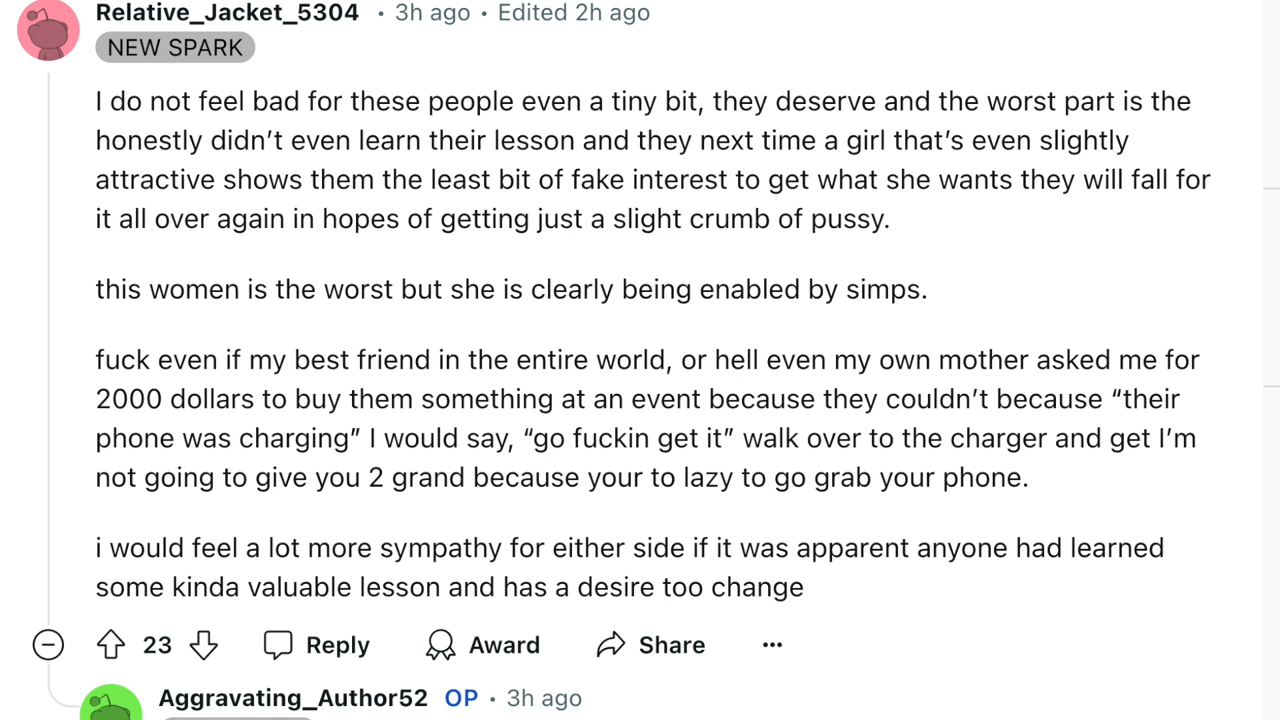 Relative_Jacket_5304 • 3h ago • Edited 2h ago
NEW SPARK
I do not feel bad for these people even a tiny bit, they deserve and the worst part is the
honestly didn’t even learn their lesson and they next time a girl that’s even slightly
attractive shows them the least bit of fake interest to get what she wants they will fall for
it all over again in hopes of getting just a slight crumb of pussy.
this women is the worst but she is clearly being enabled by simps.
fuck even if my best friend in the entire world, or hell even my own mother asked me for
2000 dollars to buy them something at an event because they couldn’t because “their
phone was charging” I would say, “go fuckin get it” walk over to the charger and get I’m
not going to give you 2 grand because your to lazy to go grab your phone.
i would feel a lot more sympathy for either side if it was apparent anyone had learned
some kinda valuable lesson and has a desire too change
23 Reply Award Share
Aggravating_Author52 OP • 3h ago